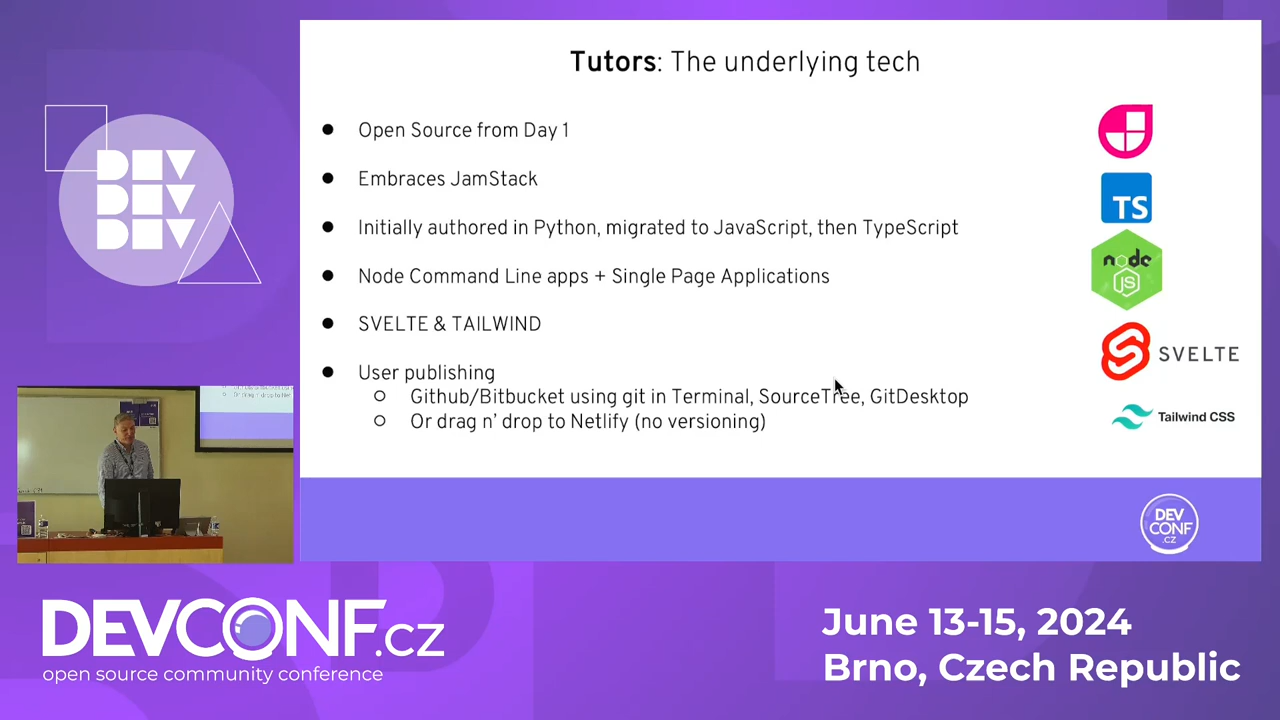 Tutors: The underlying tech
● Open Source from Day 1
● Embraces JamStack
● Initially authored in Python, migrated to JavaScript, then TypeScript
● Node Command Line apps + Single Page Applications
● SVELTE & TAILWIND
● User publishing
○ Github/Bitbucket using git in Terminal, SourceTree, GitDesktop
○ Or drag n' drop to Netlify (no versioning)
TS
node
JS
SVELTE
Tailwind CSS
DEV
CONF
.CZ
DEV
DEV
DEV
DEVCONF.cz
open source community conference
June 13-15, 2024
Brno, Czech Republic